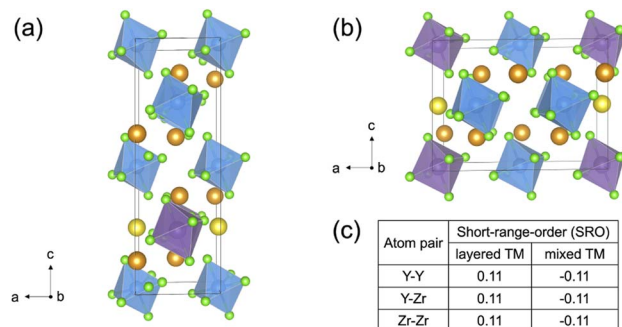 (a)
(b)
c
a
b
c
a
b
(c)
Atom pair Short-range-order (SRO)
layered TM mixed TM
Y-Y 0.11 -0.11
Y-Zr 0.11 -0.11
Zr-Zr 0.11 -0.11